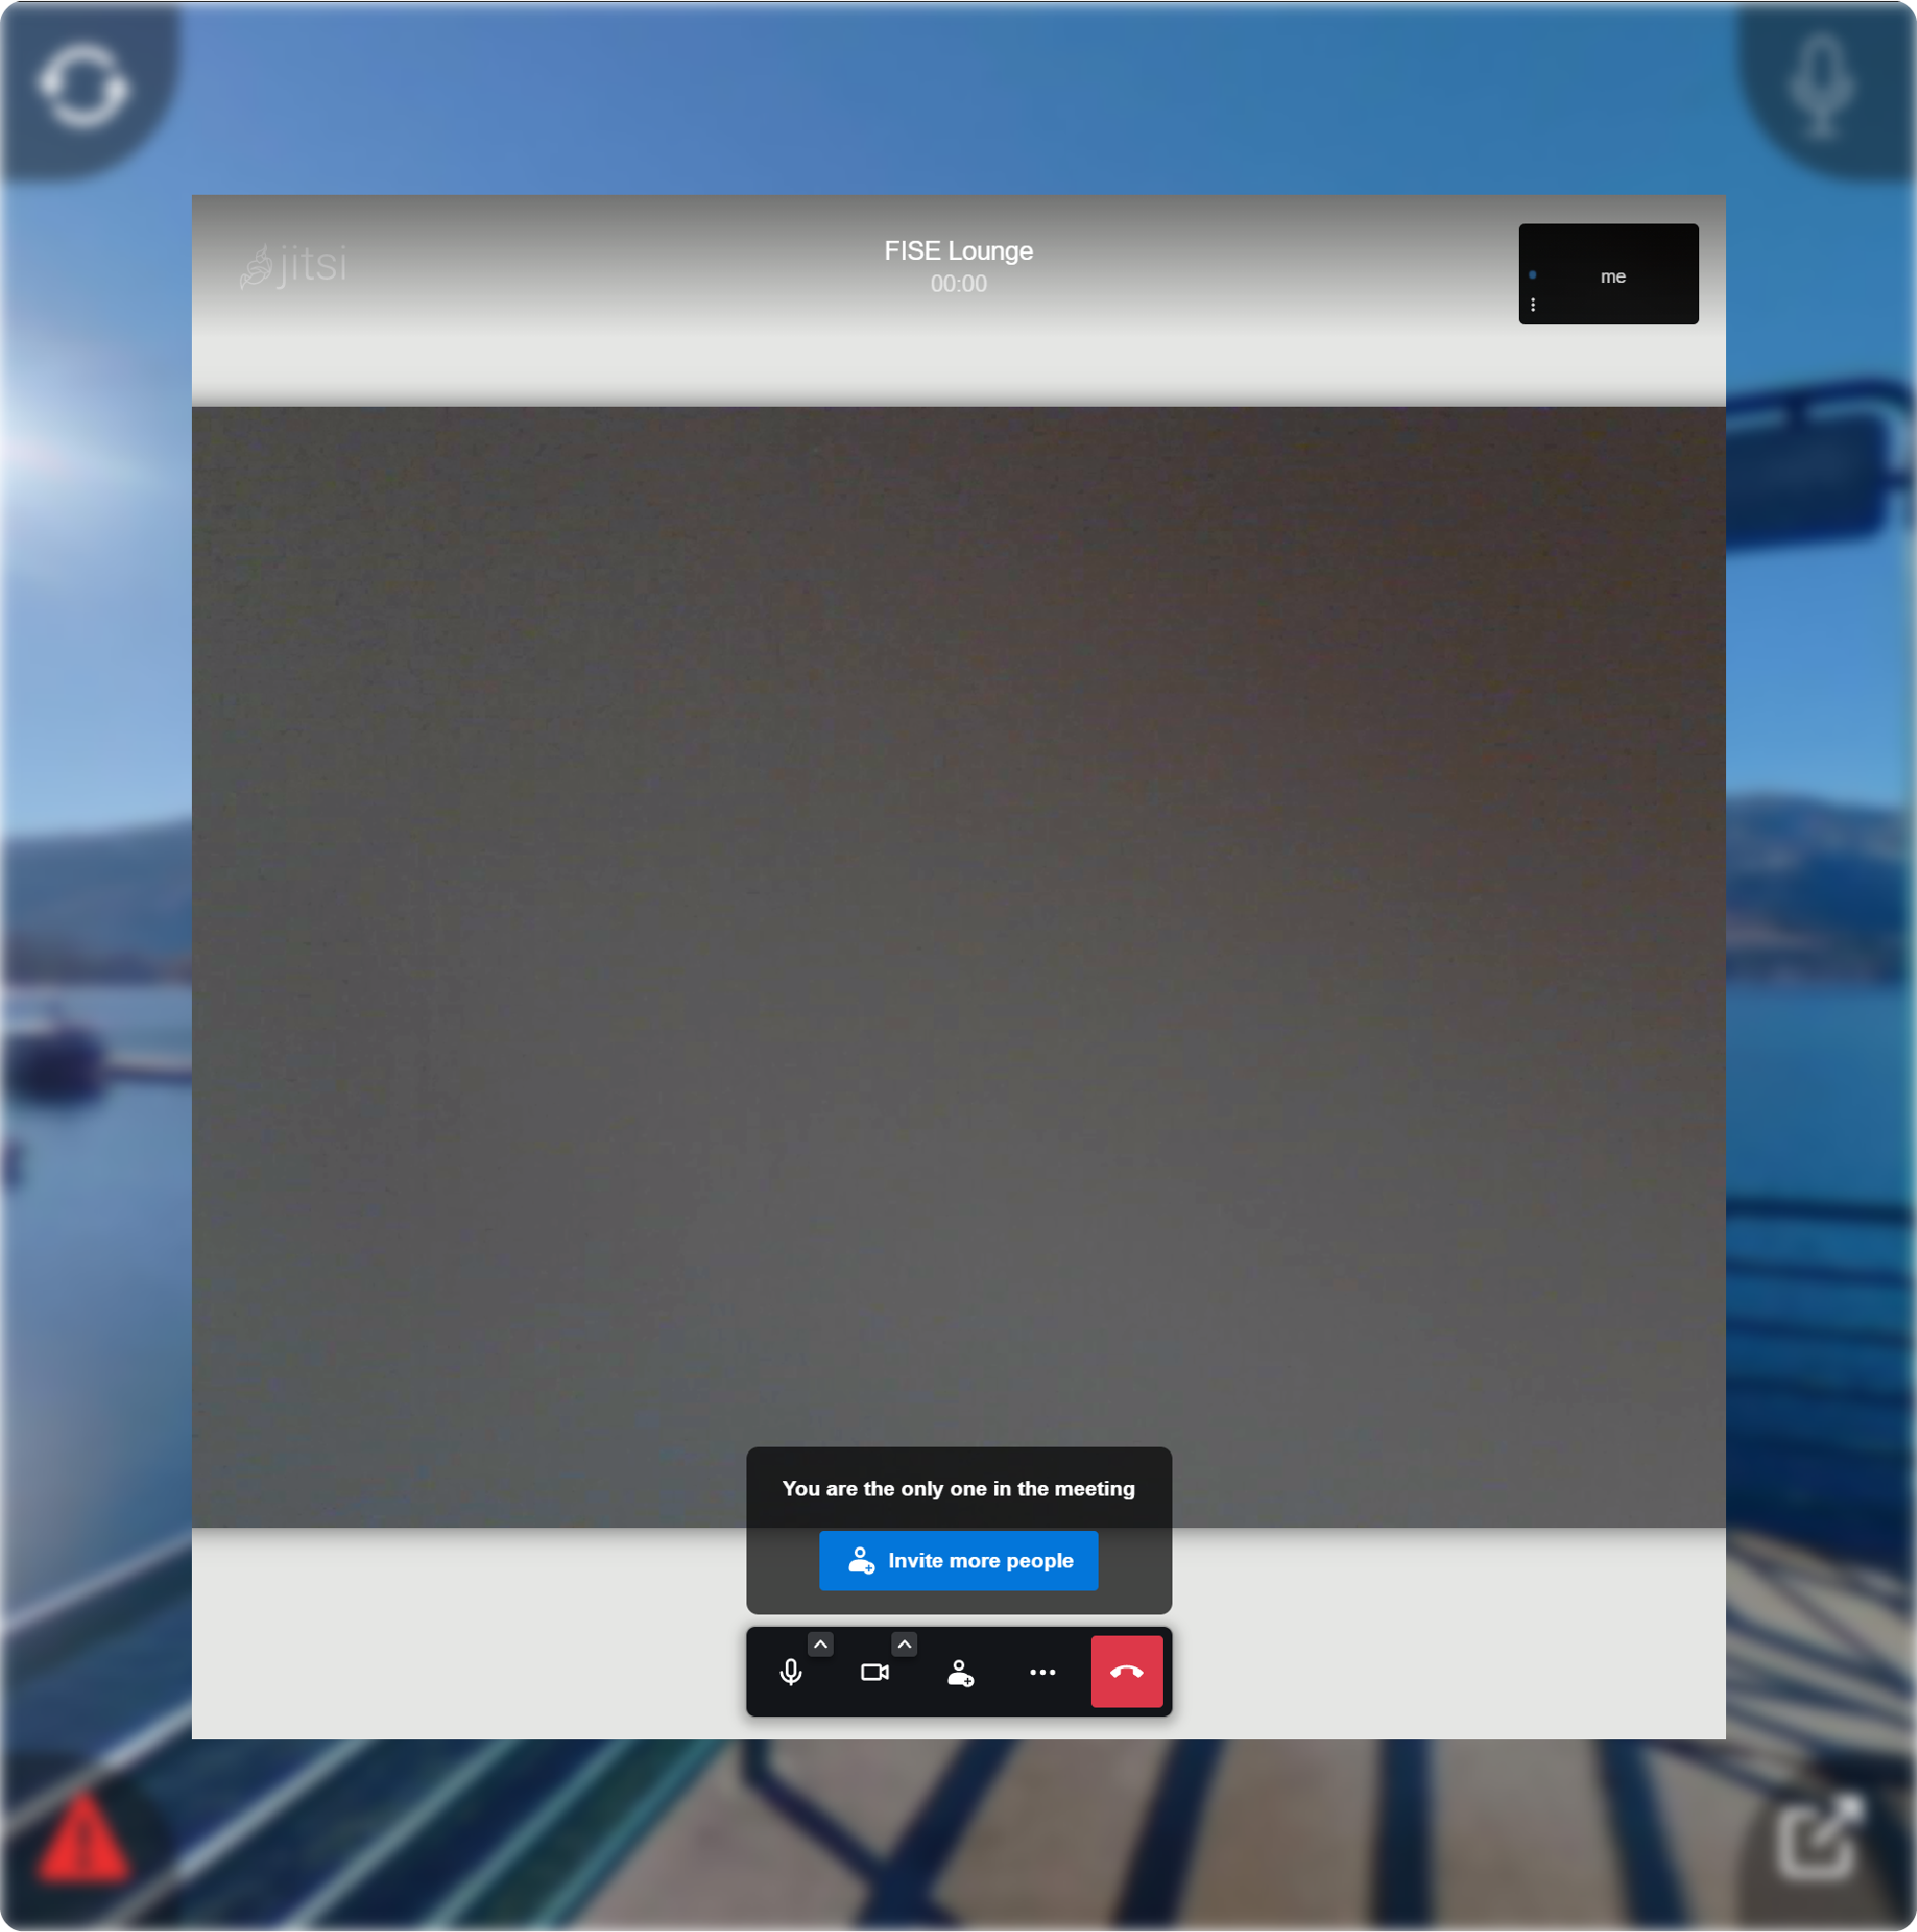 jitsi
FISE Lounge
00:00
me
You are the only one in the meeting
Invite more people